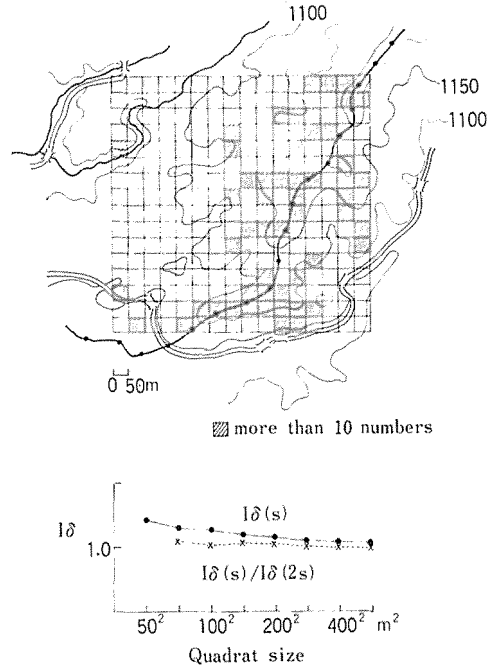 1100
1150
1100
0 50m
more than 10 numbers
Iδ(s)
Iδ
1.0
Iδ(s)/Iδ(2s)
50² 100² 200² 400² m²
Quadrat size